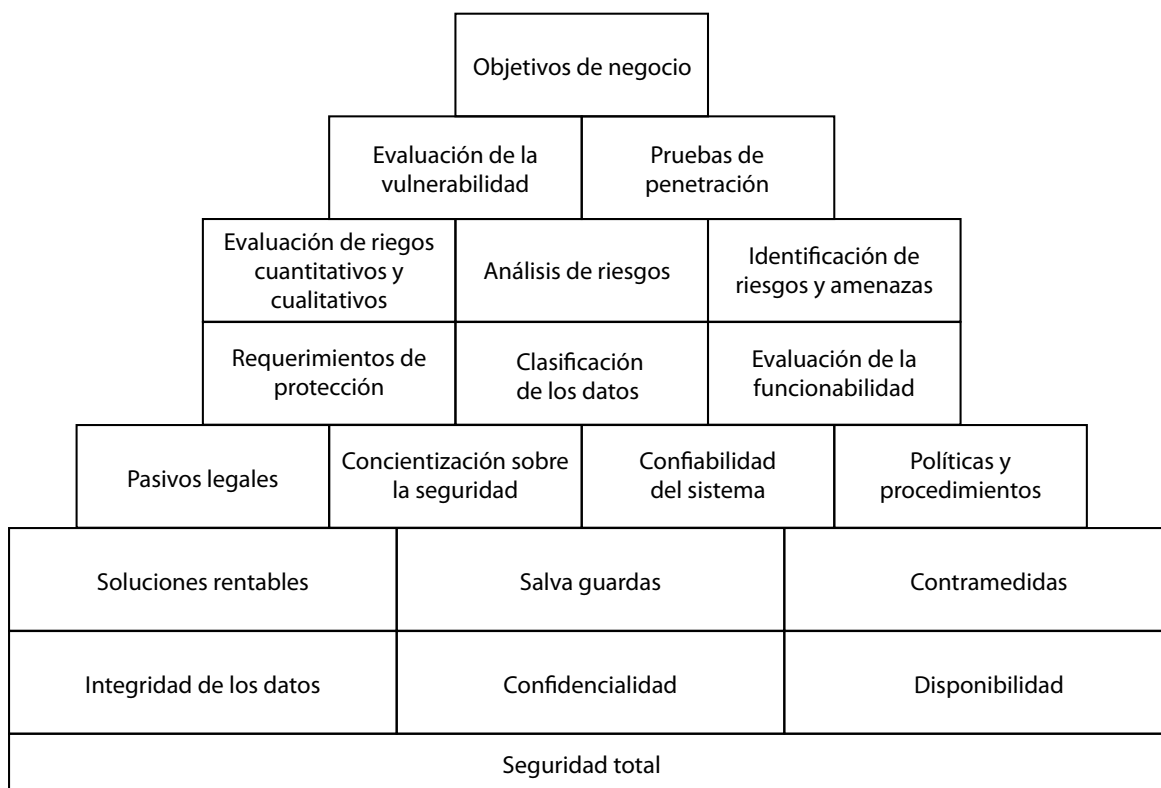 Objetivos de negocio
Evaluación de la
vulnerabilidad
Pruebas de
penetración
Evaluación de riegos
cuantitativos y
cualitativos
Análisis de riesgos
Identificación de
riesgos y amenazas
Requerimientos de
protección
Clasificación
de los datos
Evaluación de la
funcionabilidad
Pasivos legales
Concientización sobre
la seguridad
Confiabilidad
del sistema
Políticas y
procedimientos
Soluciones rentables
Salva guardas
Contramedidas
Integridad de los datos
Confidencialidad
Disponibilidad
Seguridad total